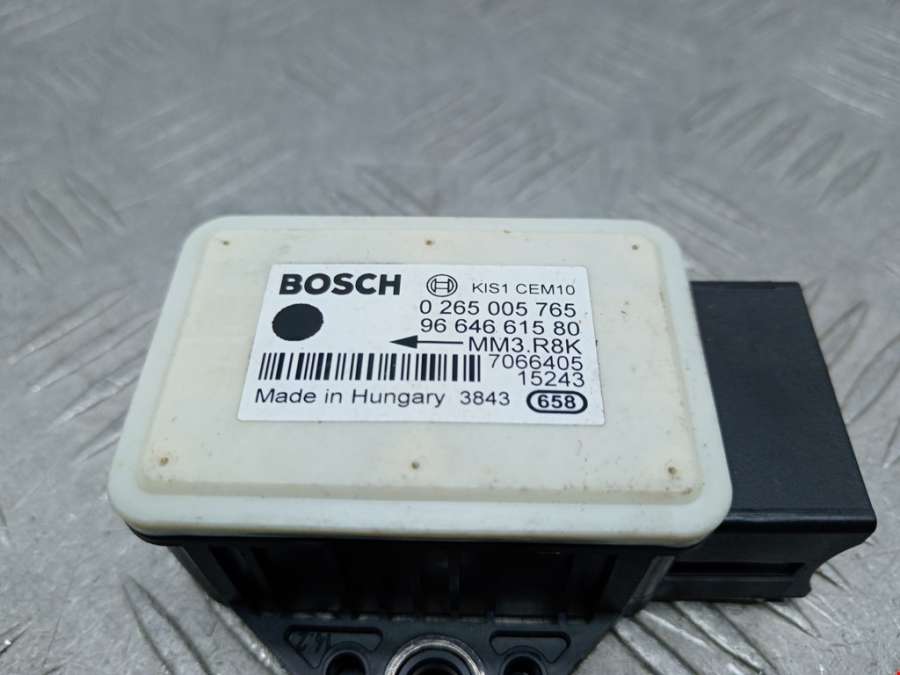 BOSCH KIS1 CEM10
0 265 005 765
96 646 615 80
MM3.R8K
7066405
15243
Made in Hungary 3843 658